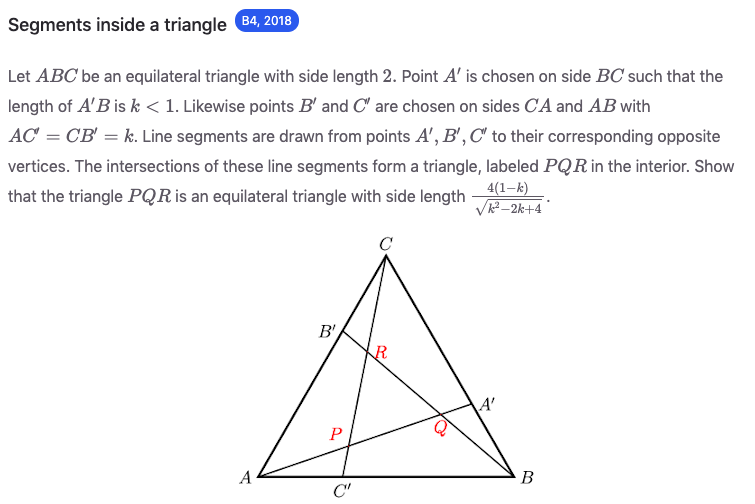 Segments inside a triangle B4, 2018
Let ABC be an equilateral triangle with side length 2. Point A′ is chosen on side BC such that the
length of A′B is k < 1. Likewise points B′ and C′ are chosen on sides CA and AB with
AC′ = CB′ = k. Line segments are drawn from points A′, B′, C′ to their corresponding opposite
vertices. The intersections of these line segments form a triangle, labeled PQR in the interior. Show
that the triangle PQR is an equilateral triangle with side length 4(1−k)/√(k²−2k+4).
C
B′
R
A′
P
Q
A
B
C′